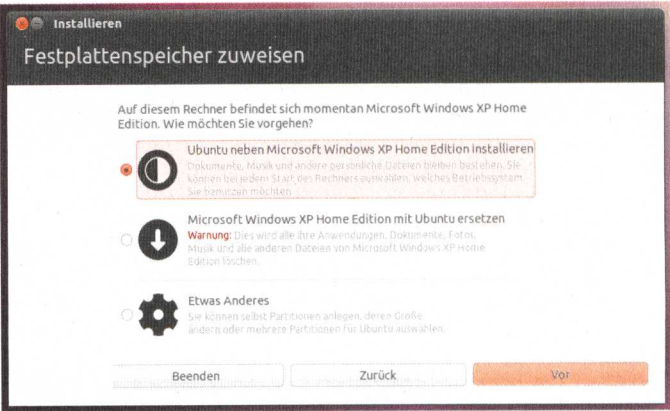 Installieren
Festplattenspeicher zuweisen
Auf diesem Rechner befindet sich momentan Microsoft Windows XP Home
Edition. Wie möchten Sie vorgehen?
Ubuntu neben Microsoft Windows XP Home Edition installieren
Dokumente, Musik und andere persönliche Dateien bleiben bestehen. Sie
können bei jedem Start des Rechners auswählen, welches Betriebssystem
Sie benutzen möchten.
Microsoft Windows XP Home Edition mit Ubuntu ersetzen
Warnung: Dies wird alle Ihre Anwendungen, Dokumente, Fotos,
Musik und alle anderen Dateien von Microsoft Windows XP Home
Edition löschen.
Etwas Anderes
Sie können selbst Partitionen anlegen, deren Größe
ändern oder mehrere Partitionen für Ubuntu auswählen.
Beenden
Zurück
Vor